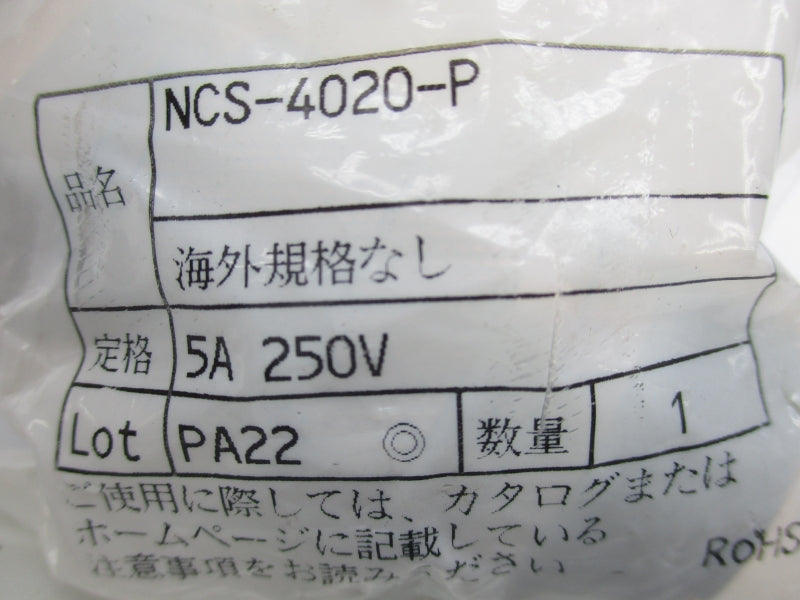 品名 NCS-4020-P
海外規格なし
定格 5A 250V
Lot PA22 ◎ 数量 1
ご使用に際しては、カタログまたは
ホームページに記載している
注意事項をお読みください
RoHS